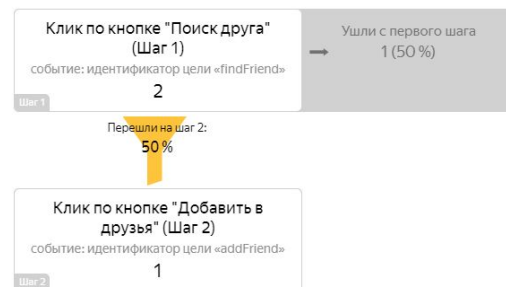 Клик по кнопке "Поиск друга"
(Шаг 1)
событие: идентификатор цели «findFriend»
2
Шаг 1
Ушли с первого шага
1 (50 %)
Перешли на шаг 2:
50 %
Клик по кнопке "Добавить в
друзья" (Шаг 2)
событие: идентификатор цели «addFriend»
1
Шаг 2